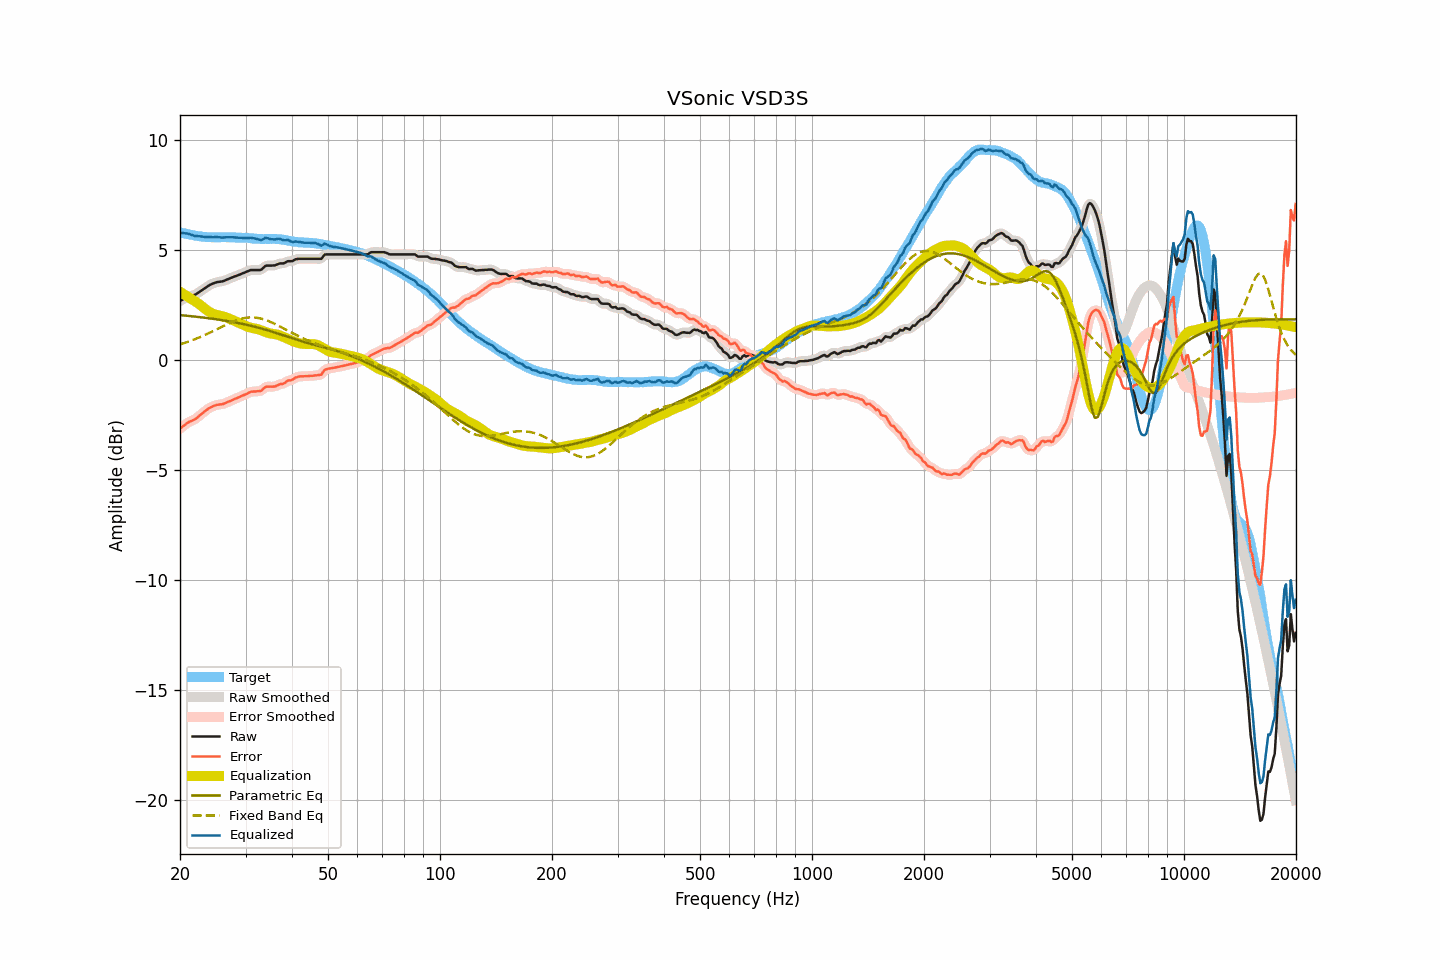 VSonic VSD3S
10
5
0
−5
−10
−15
−20
Amplitude (dBr)
Target
Raw Smoothed
Error Smoothed
Raw
Error
Equalization
Parametric Eq
Fixed Band Eq
Equalized
20 50 100 200 500 1000 2000 5000 10000 20000
Frequency (Hz)